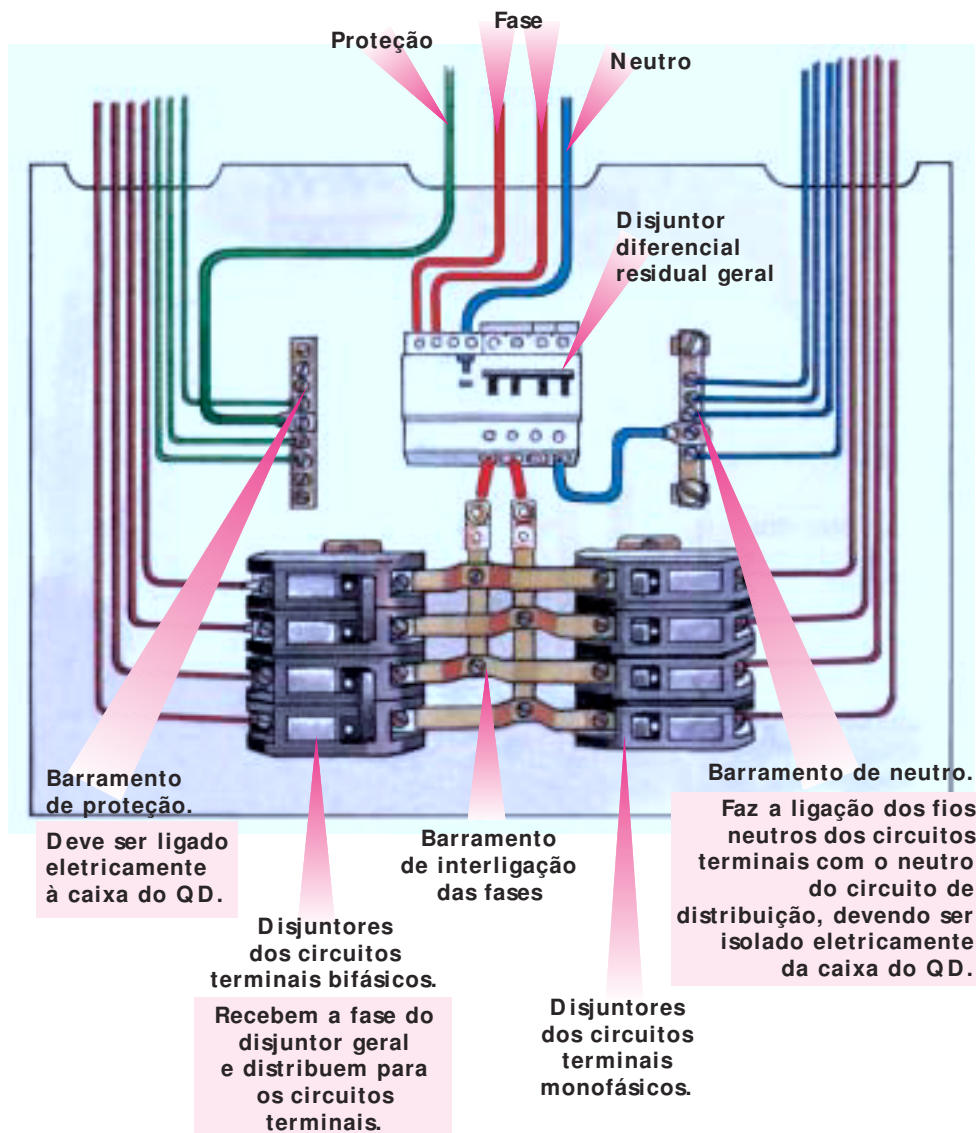 Fase
Proteção
Neutro
Disjuntor
diferencial
residual geral
Barramento
de proteção.
Deve ser ligado
eletricamente
à caixa do QD.
Disjuntores
dos circuitos
terminais bifásicos.
Recebem a fase do
disjuntor geral
e distribuem para
os circuitos
terminais.
Barramento
de interligação
das fases
Disjuntores
dos circuitos
terminais
monofásicos.
Barramento de neutro.
Faz a ligação dos fios
neutros dos circuitos
terminais com o neutro
do circuito de
distribuição, devendo ser
isolado eletricamente
da caixa do QD.